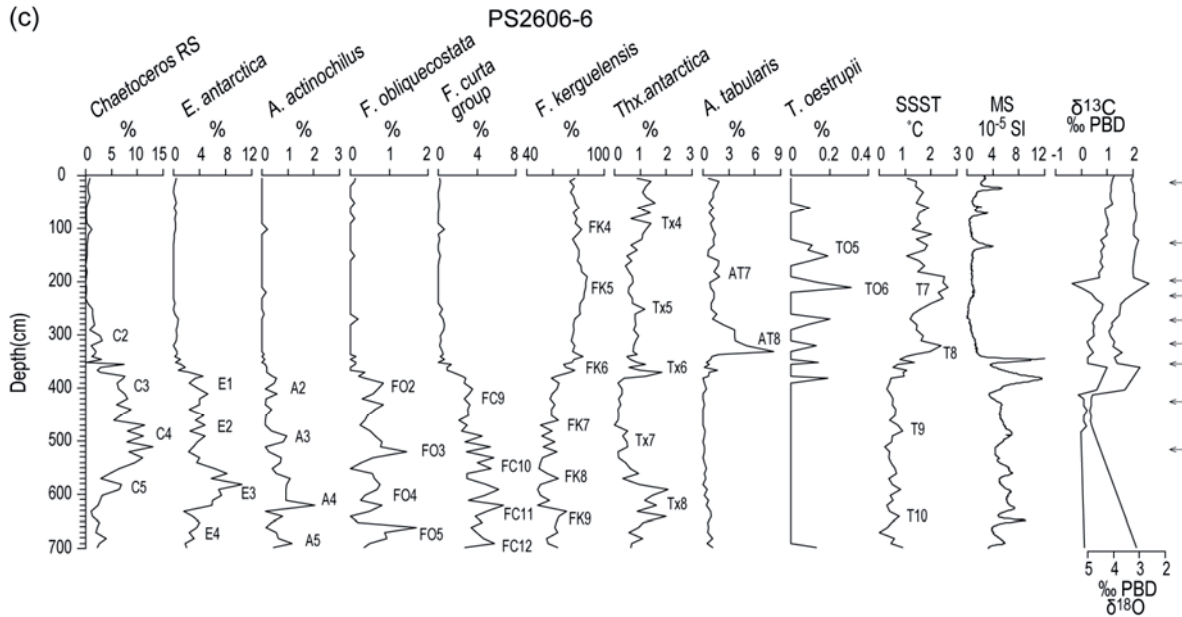 (c)
PS2606-6
Chaetoceros RS
E. antarctica
A. actinochilus
F. obliquecostata
F. curta
group
F. kerguelensis
Thx.antarctica
A. tabularis
T. oestrupii
SSST
MS
δ13C
% % % % % % % % % °C 10-5 SI ‰ PBD
0 5 10 15 0 4 8 12 0 1 2 3 0 1 2 0 4 8 12 40 100 0 1 2 3 0 3 6 9 0 0.2 0.4 0 1 2 3 -4 4 12 -1 0 1 2
Depth(cm)
0
100
200
300
400
500
600
700
C2
C3
C4
C5
E1
E2
E3
E4
A2
A3
A4
A5
FO2
FO3
FO4
FO5
FC9
FC10
FC11
FC12
FK4
FK5
FK6
FK7
FK8
FK9
Tx4
Tx5
Tx6
Tx7
Tx8
AT7
AT8
TO5
TO6
T7
T8
T9
T10
5 4 3 2
‰ PBD
δ18O